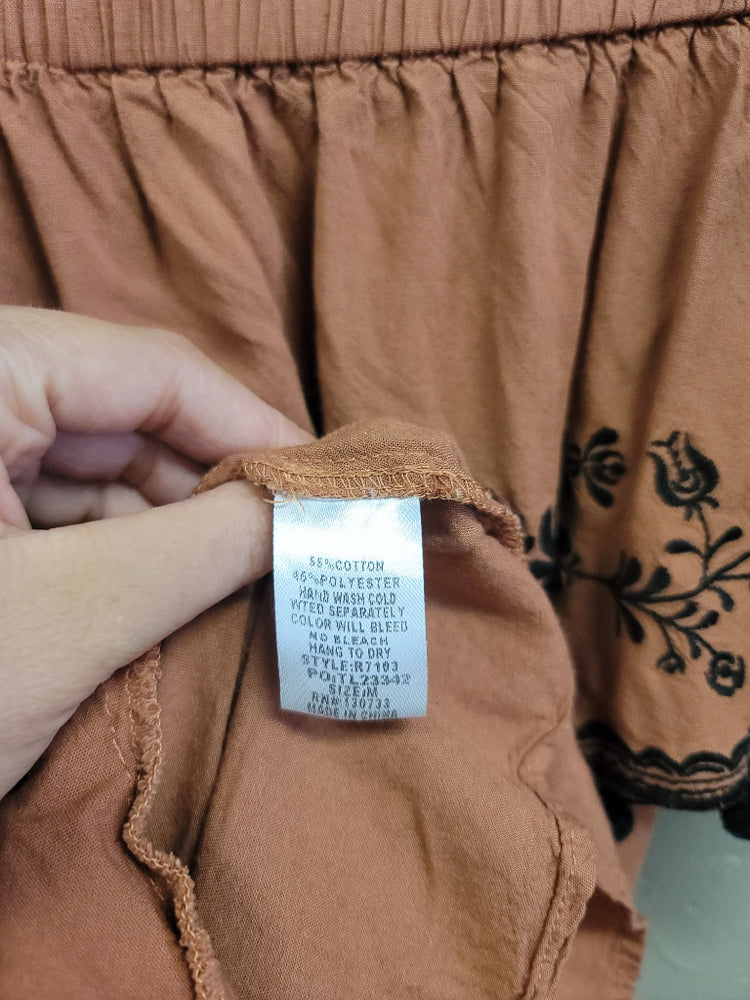 55%COTTON
45%POLYESTER
HAND WASH COLD
WTED SEPARATELY
COLOR WILL BLEED
NO BLEACH
HANG TO DRY
STYLE:R7103
PO:TL23342
SIZE:M
RN# 130733
MADE IN CHINA